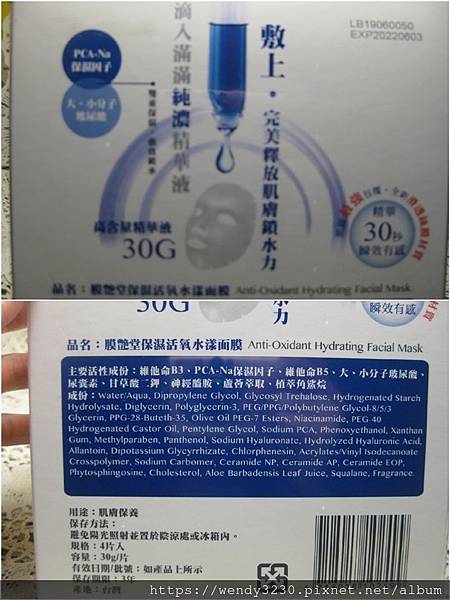 LB19060050
EXP20220603
PCA-Na
保濕因子
大、小分子
玻尿酸
滴入滿滿純濃精華液
敷上，完美釋放肌膚鎖水力
高含量精華液
30G
精華
30秒
瞬效有感
品名：膜艷堂保濕活氧水漾面膜 Anti-Oxidant Hydrating Facial Mask
30G
水力
瞬效有感
品名：膜艷堂保濕活氧水漾面膜 Anti-Oxidant Hydrating Facial Mask
主要活性成份：維他命B3、PCA-Na保濕因子、維他命B5、大、小分子玻尿酸、
尿囊素、甘草酸二鉀、神經醯胺、蘆薈萃取、植萃角鯊烷
成份：Water/Aqua, Dipropylene Glycol, Glycosyl Trehalose, Hydrogenated Starch
Hydrolysate, Diglycerin, Polyglycerin-3, PEG/PPG/Polybutylene Glycol-8/5/3
Glycerin, PPG-28-Buteth-35, Olive Oil PEG-7 Esters, Niacinamide, PEG-40
Hydrogenated Castor Oil, Pentylene Glycol, Sodium PCA, Phenoxyethanol, Xanthan
Gum, Methylparaben, Panthenol, Sodium Hyaluronate, Hydrolyzed Hyaluronic Acid,
Allantoin, Dipotassium Glycyrrhizate, Chlorphenesin, Acrylates/Vinyl Isodecanoate
Crosspolymer, Sodium Carbomer, Ceramide NP, Ceramide AP, Ceramide EOP,
Phytosphingosine, Cholesterol, Aloe Barbadensis Leaf Juice, Squalane, Fragrance.
用途：肌膚保養
保存方法：
避免陽光照射並置於陰涼處或冰箱內。
規格：4片入
容量：30g/片
有效日期/批號：如產品上所示
保存期限：3年
產地：台灣
https://wendy3230.pixnet.net/album